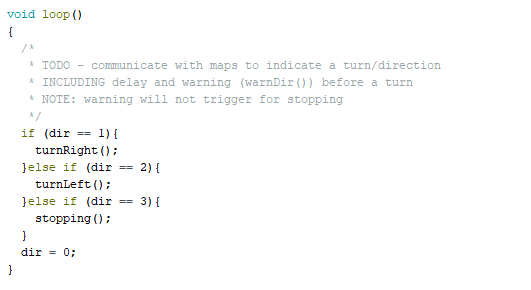 void loop()
{
  /*
   * TODO - communicate with maps to indicate a turn/direction
   * INCLUDING delay and warning (warnDir()) before a turn
   * NOTE: warning will not trigger for stopping
   */
  if (dir == 1){
    turnRight();
  }else if (dir == 2){
    turnLeft();
  }else if (dir == 3){
    stopping();
  }
  dir = 0;
}